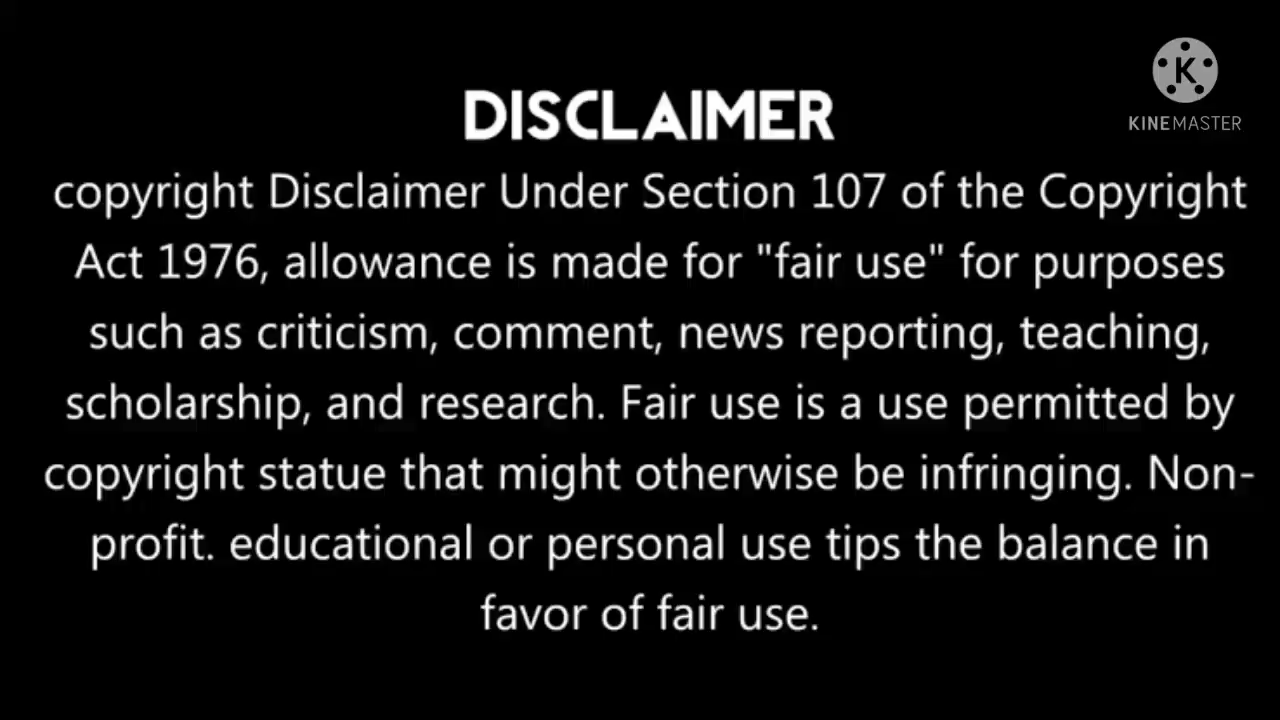 K
KINEMASTER
DISCLAIMER
copyright Disclaimer Under Section 107 of the Copyright
Act 1976, allowance is made for "fair use" for purposes
such as criticism, comment, news reporting, teaching,
scholarship, and research. Fair use is a use permitted by
copyright statue that might otherwise be infringing. Non-
profit. educational or personal use tips the balance in
favor of fair use.